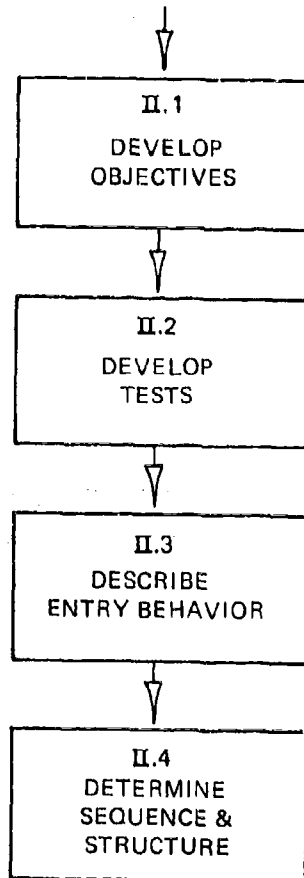 II.1
DEVELOP
OBJECTIVES
II.2
DEVELOP
TESTS
II.3
DESCRIBE
ENTRY BEHAVIOR
II.4
DETERMINE
SEQUENCE &
STRUCTURE